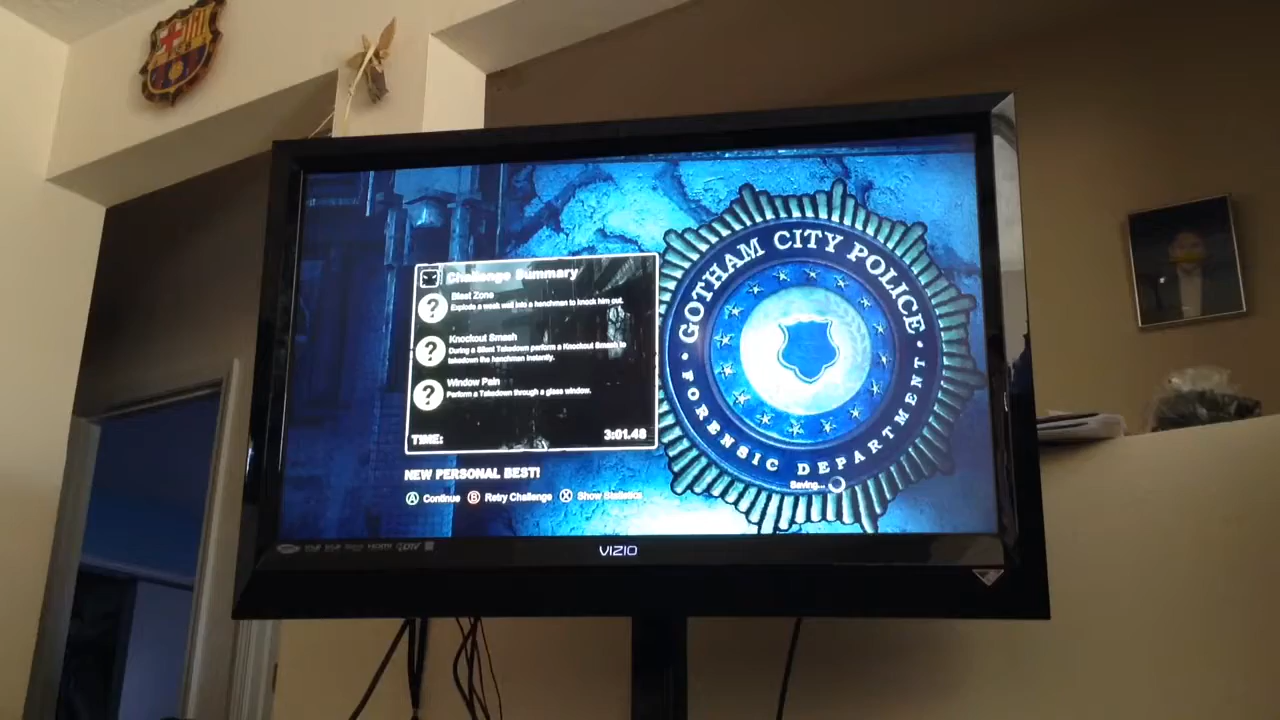 GOTHAM CITY POLICE
FORENSIC DEPARTMENT
Challenge Summary
Blast Zone
Explode a weak wall into a henchman to knock him out.
Knockout Smash
During a Silent Takedown perform a Knockout Smash to
takedown the henchman instantly.
Window Pain
Perform a Takedown through a glass window.
TIME: 3:01.48
NEW PERSONAL BEST!
A Continue B Retry Challenge X Show Statistics
Saving...
VIZIO